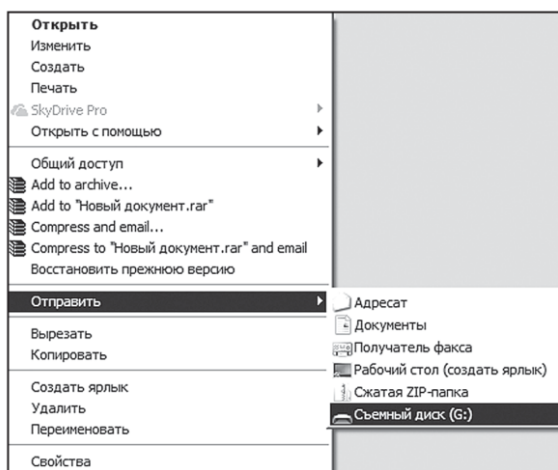 Открыть
Изменить
Создать
Печать
SkyDrive Pro
Открыть с помощью
Общий доступ
Add to archive...
Add to "Новый документ.rar"
Compress and email...
Compress to "Новый документ.rar" and email
Восстановить прежнюю версию
Отправить
Адресат
Документы
Получатель факса
Рабочий стол (создать ярлык)
Сжатая ZIP-папка
Съемный диск (G:)
Вырезать
Копировать
Создать ярлык
Удалить
Переименовать
Свойства